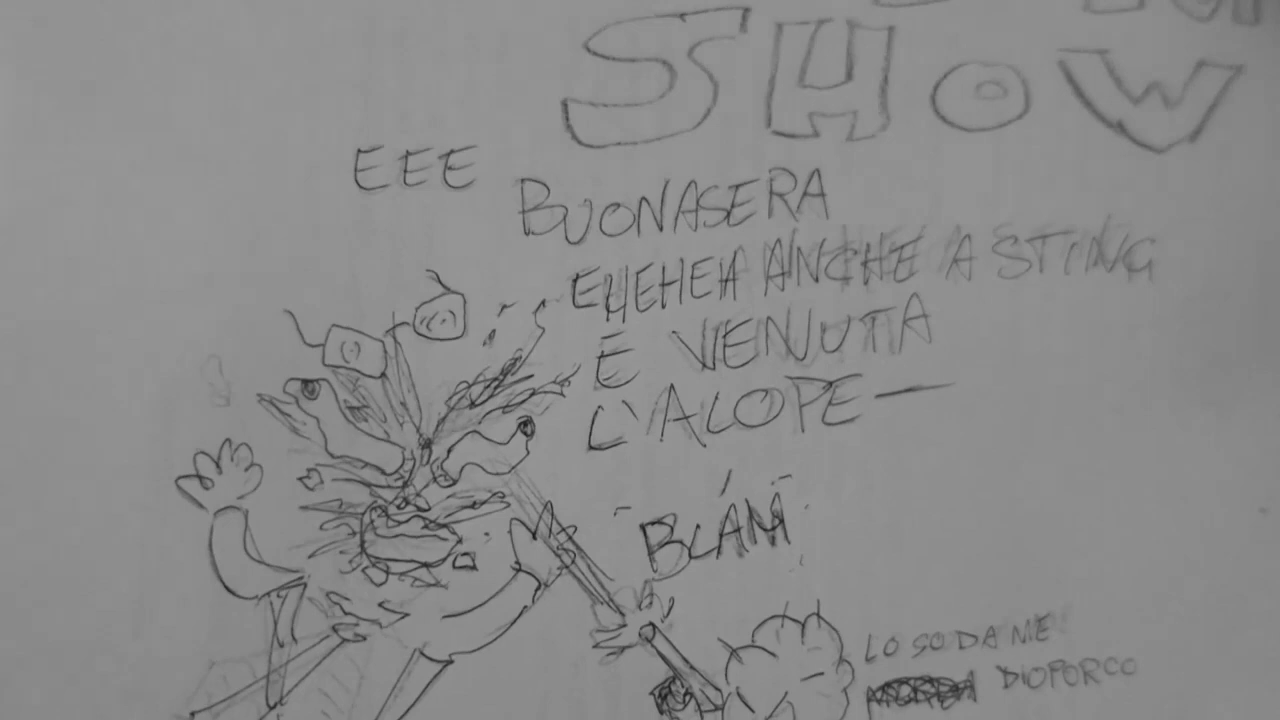 SHOW
EEE
BUONASERA
EHEHEH ANCHE A STING
E VENUTA
L'ALOPE—
BLAM
LO SO DA ME
DIOPORCO